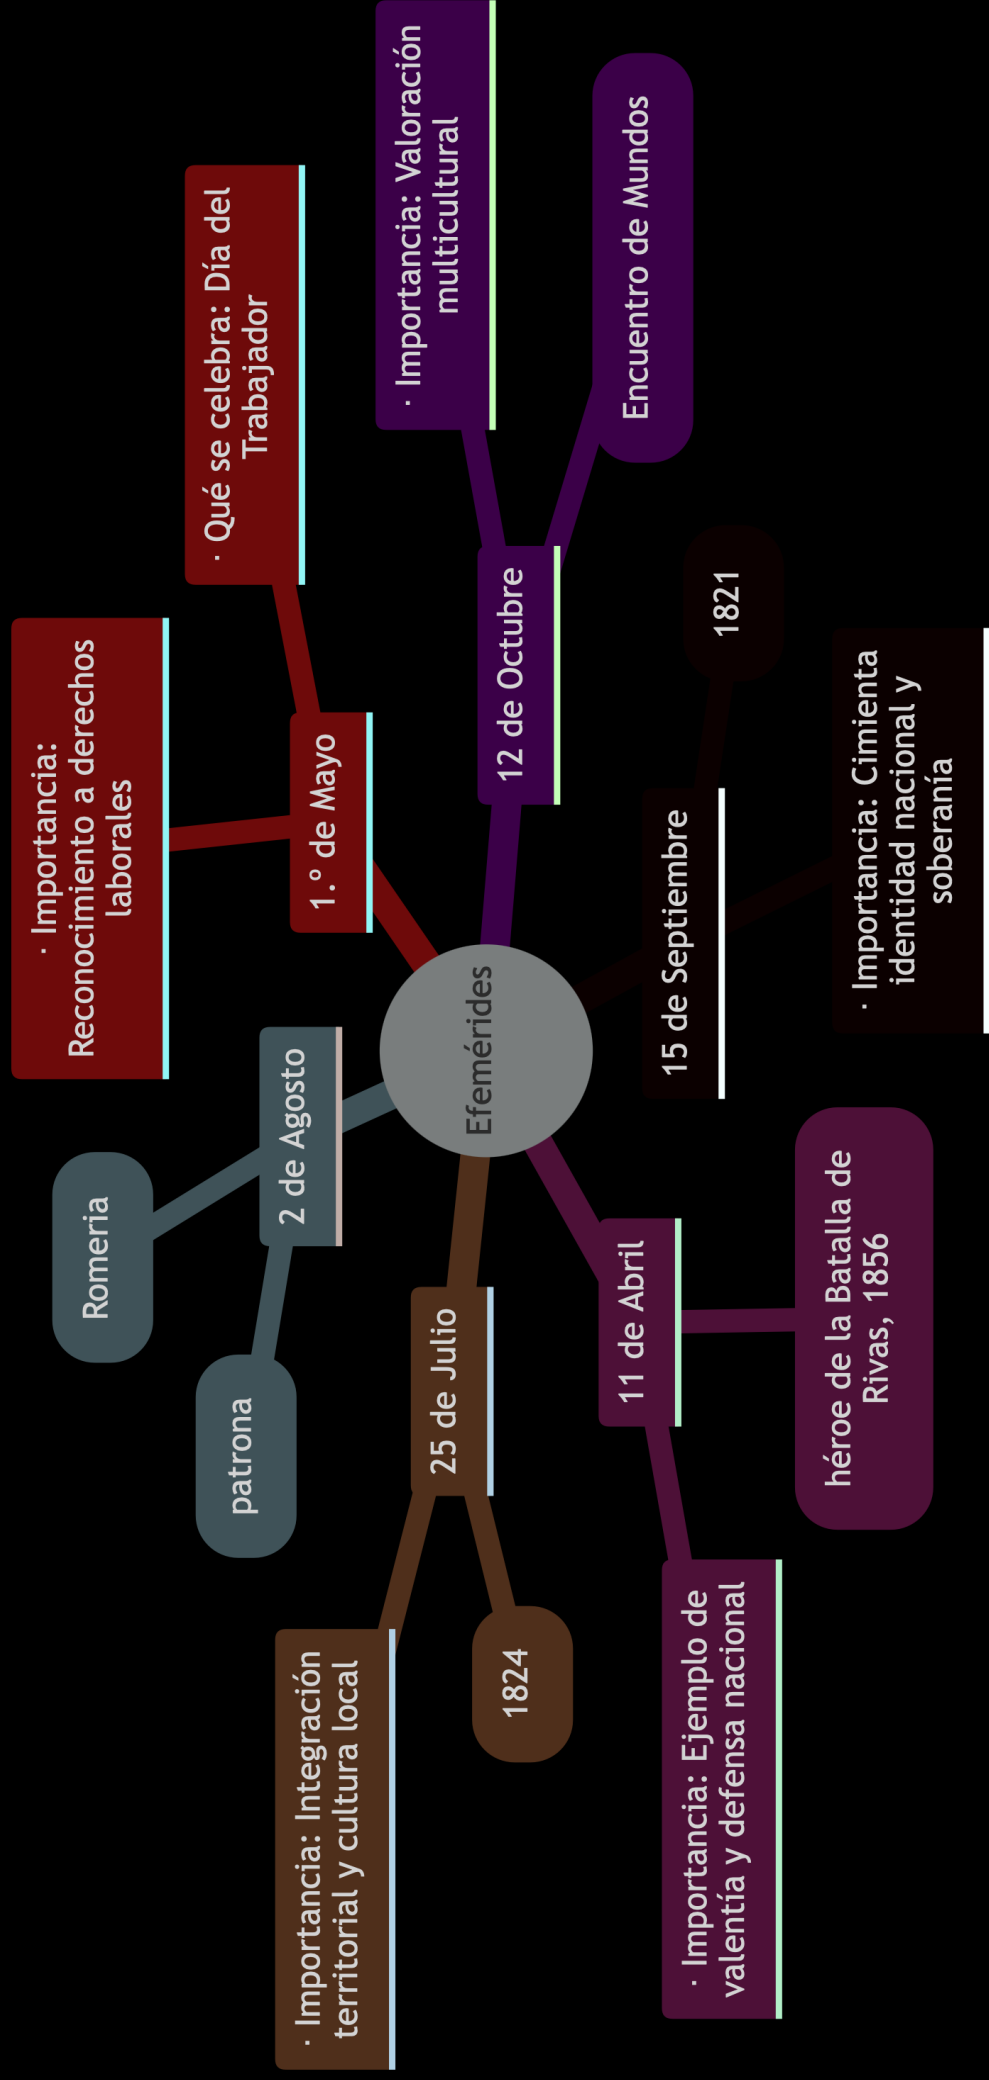 Efemérides
1.º de Mayo
· Importancia:
Reconocimiento a derechos
laborales
· Qué se celebra: Día del
Trabajador
12 de Octubre
· Importancia: Valoración
multicultural
Encuentro de Mundos
15 de Septiembre
1821
· Importancia: Cimienta
identidad nacional y
soberanía
11 de Abril
héroe de la Batalla de
Rivas, 1856
· Importancia: Ejemplo de
valentía y defensa nacional
25 de Julio
· Importancia: Integración
territorial y cultura local
1824
2 de Agosto
Romeria
patrona